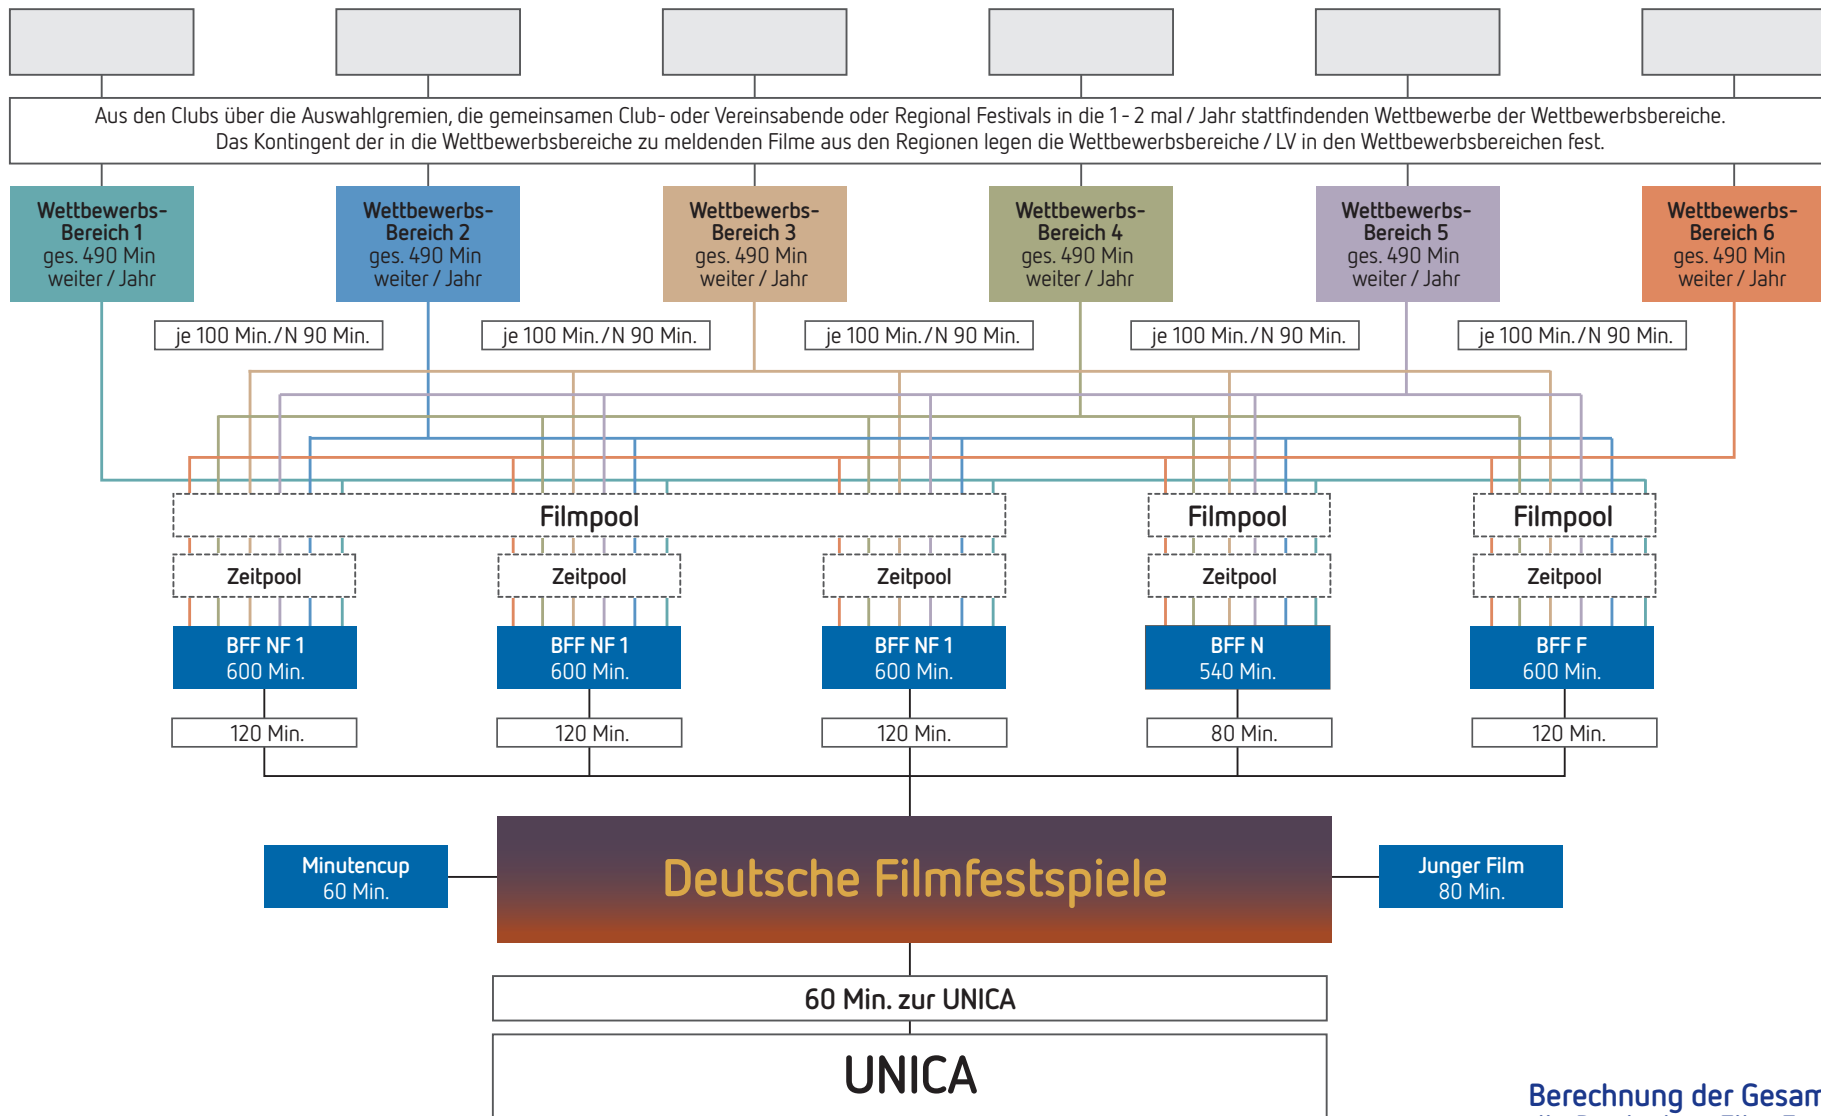 Aus den Clubs über die Auswahlgremien, die gemeinsamen Club- oder Vereinsabende oder Regional Festivals in die 1 - 2 mal / Jahr stattfindenden Wettbewerbe der Wettbewerbsbereiche.
Das Kontingent der in die Wettbewerbsbereiche zu meldenden Filme aus den Regionen legen die Wettbewerbsbereiche / LV in den Wettbewerbsbereichen fest.
Wettbewerbs-
Bereich 1
ges. 490 Min
weiter / Jahr
Wettbewerbs-
Bereich 2
ges. 490 Min
weiter / Jahr
Wettbewerbs-
Bereich 3
ges. 490 Min
weiter / Jahr
Wettbewerbs-
Bereich 4
ges. 490 Min
weiter / Jahr
Wettbewerbs-
Bereich 5
ges. 490 Min
weiter / Jahr
Wettbewerbs-
Bereich 6
ges. 490 Min
weiter / Jahr
je 100 Min. / N 90 Min.
je 100 Min. / N 90 Min.
je 100 Min. / N 90 Min.
je 100 Min. / N 90 Min.
je 100 Min. / N 90 Min.
Filmpool
Filmpool
Filmpool
Zeitpool
Zeitpool
Zeitpool
Zeitpool
Zeitpool
BFF NF 1
600 Min.
BFF NF 1
600 Min.
BFF NF 1
600 Min.
BFF N
540 Min.
BFF F
600 Min.
120 Min.
120 Min.
120 Min.
80 Min.
120 Min.
Minutencup
60 Min.
Deutsche Filmfestspiele
Junger Film
80 Min.
60 Min. zur UNICA
UNICA
Berechnung der Gesam